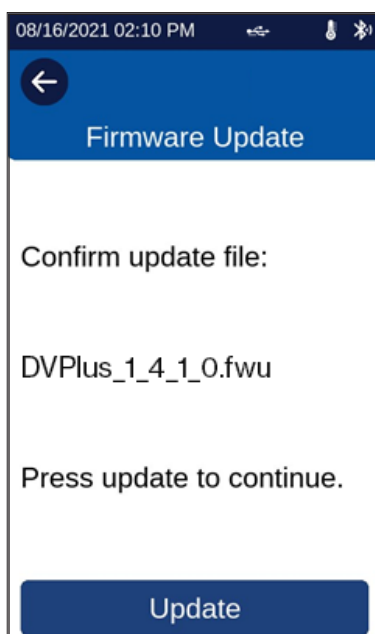 08/16/2021 02:10 PM
Firmware Update
Confirm update file:
DVPlus_1_4_1_0.fwu
Press update to continue.
Update